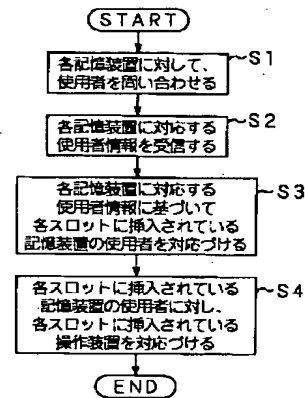 START
S1
各記憶装置に対して、
使用者を問い合わせる
S2
各記憶装置に対応する
使用者情報を受信する
S3
各記憶装置に対応する
使用者情報に基づいて
各スロットに挿入されている
記憶装置の使用者を対応づける
S4
各スロットに挿入されている
記憶装置の使用者に対し、
各スロットに挿入されている
操作装置を対応づける
END